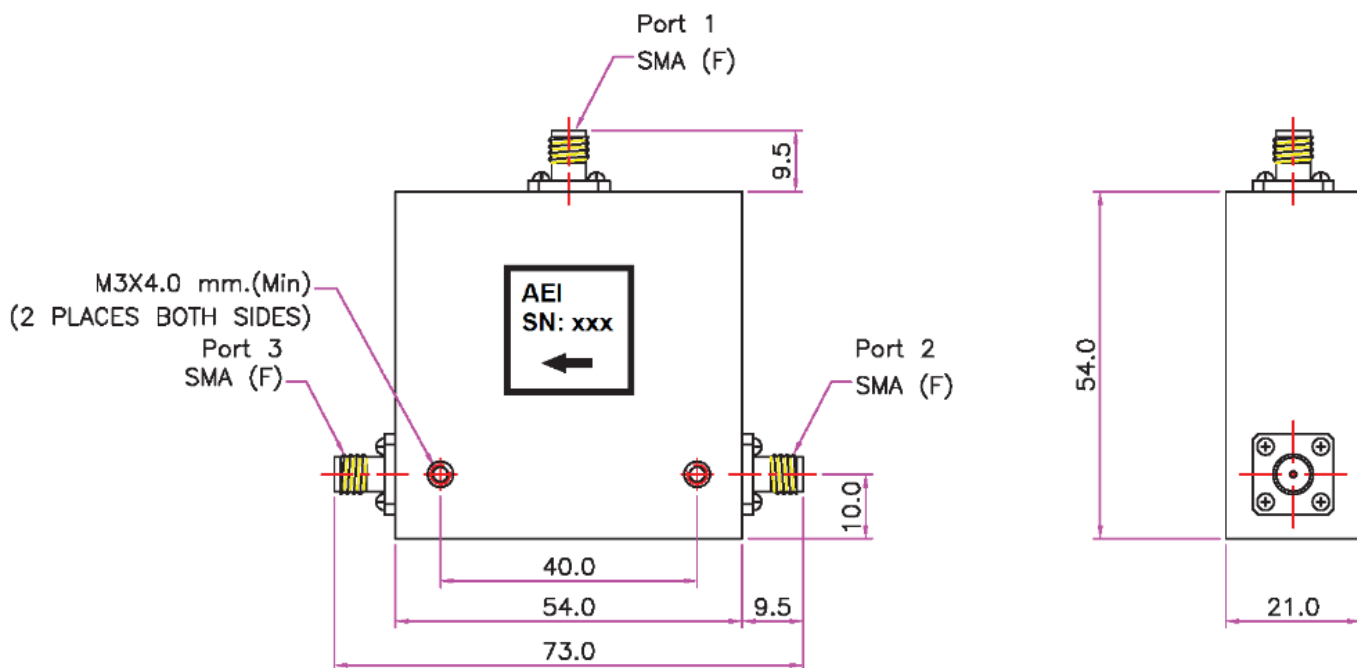 Port 1
SMA (F)
9.5
M3X4.0 mm.(Min)
(2 PLACES BOTH SIDES)
AEI
SN: xxx
Port 3
SMA (F)
Port 2
SMA (F)
54.0
10.0
40.0
54.0
9.5
21.0
73.0